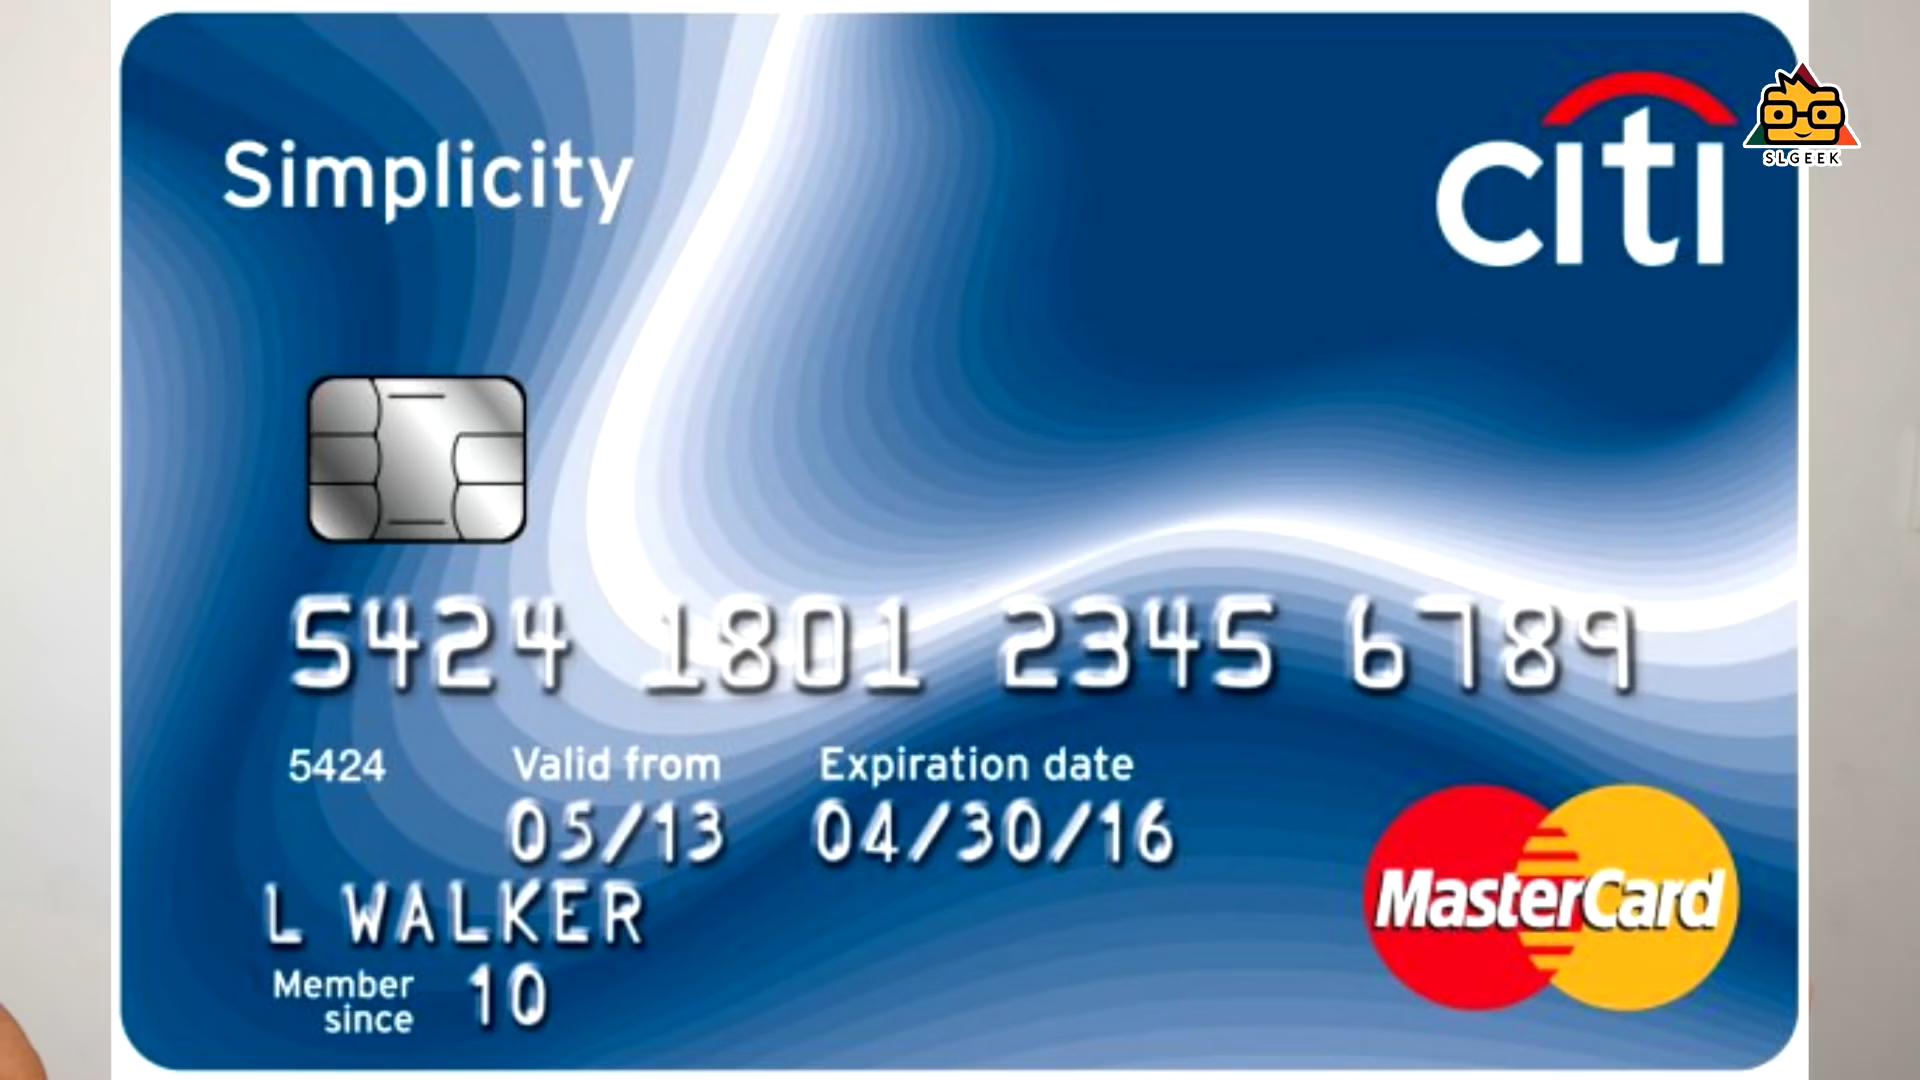 Simplicity
citi
SLGEEK
5424 1801 2345 6789
5424 Valid from Expiration date
05/13 04/30/16
L WALKER
Member since 10
MasterCard